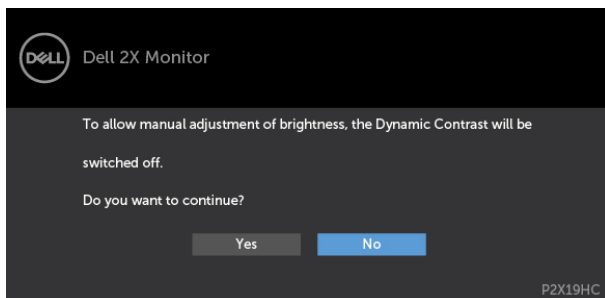 DELL
Dell 2X Monitor
To allow manual adjustment of brightness, the Dynamic Contrast will be
switched off.
Do you want to continue?
Yes No
P2X19HC